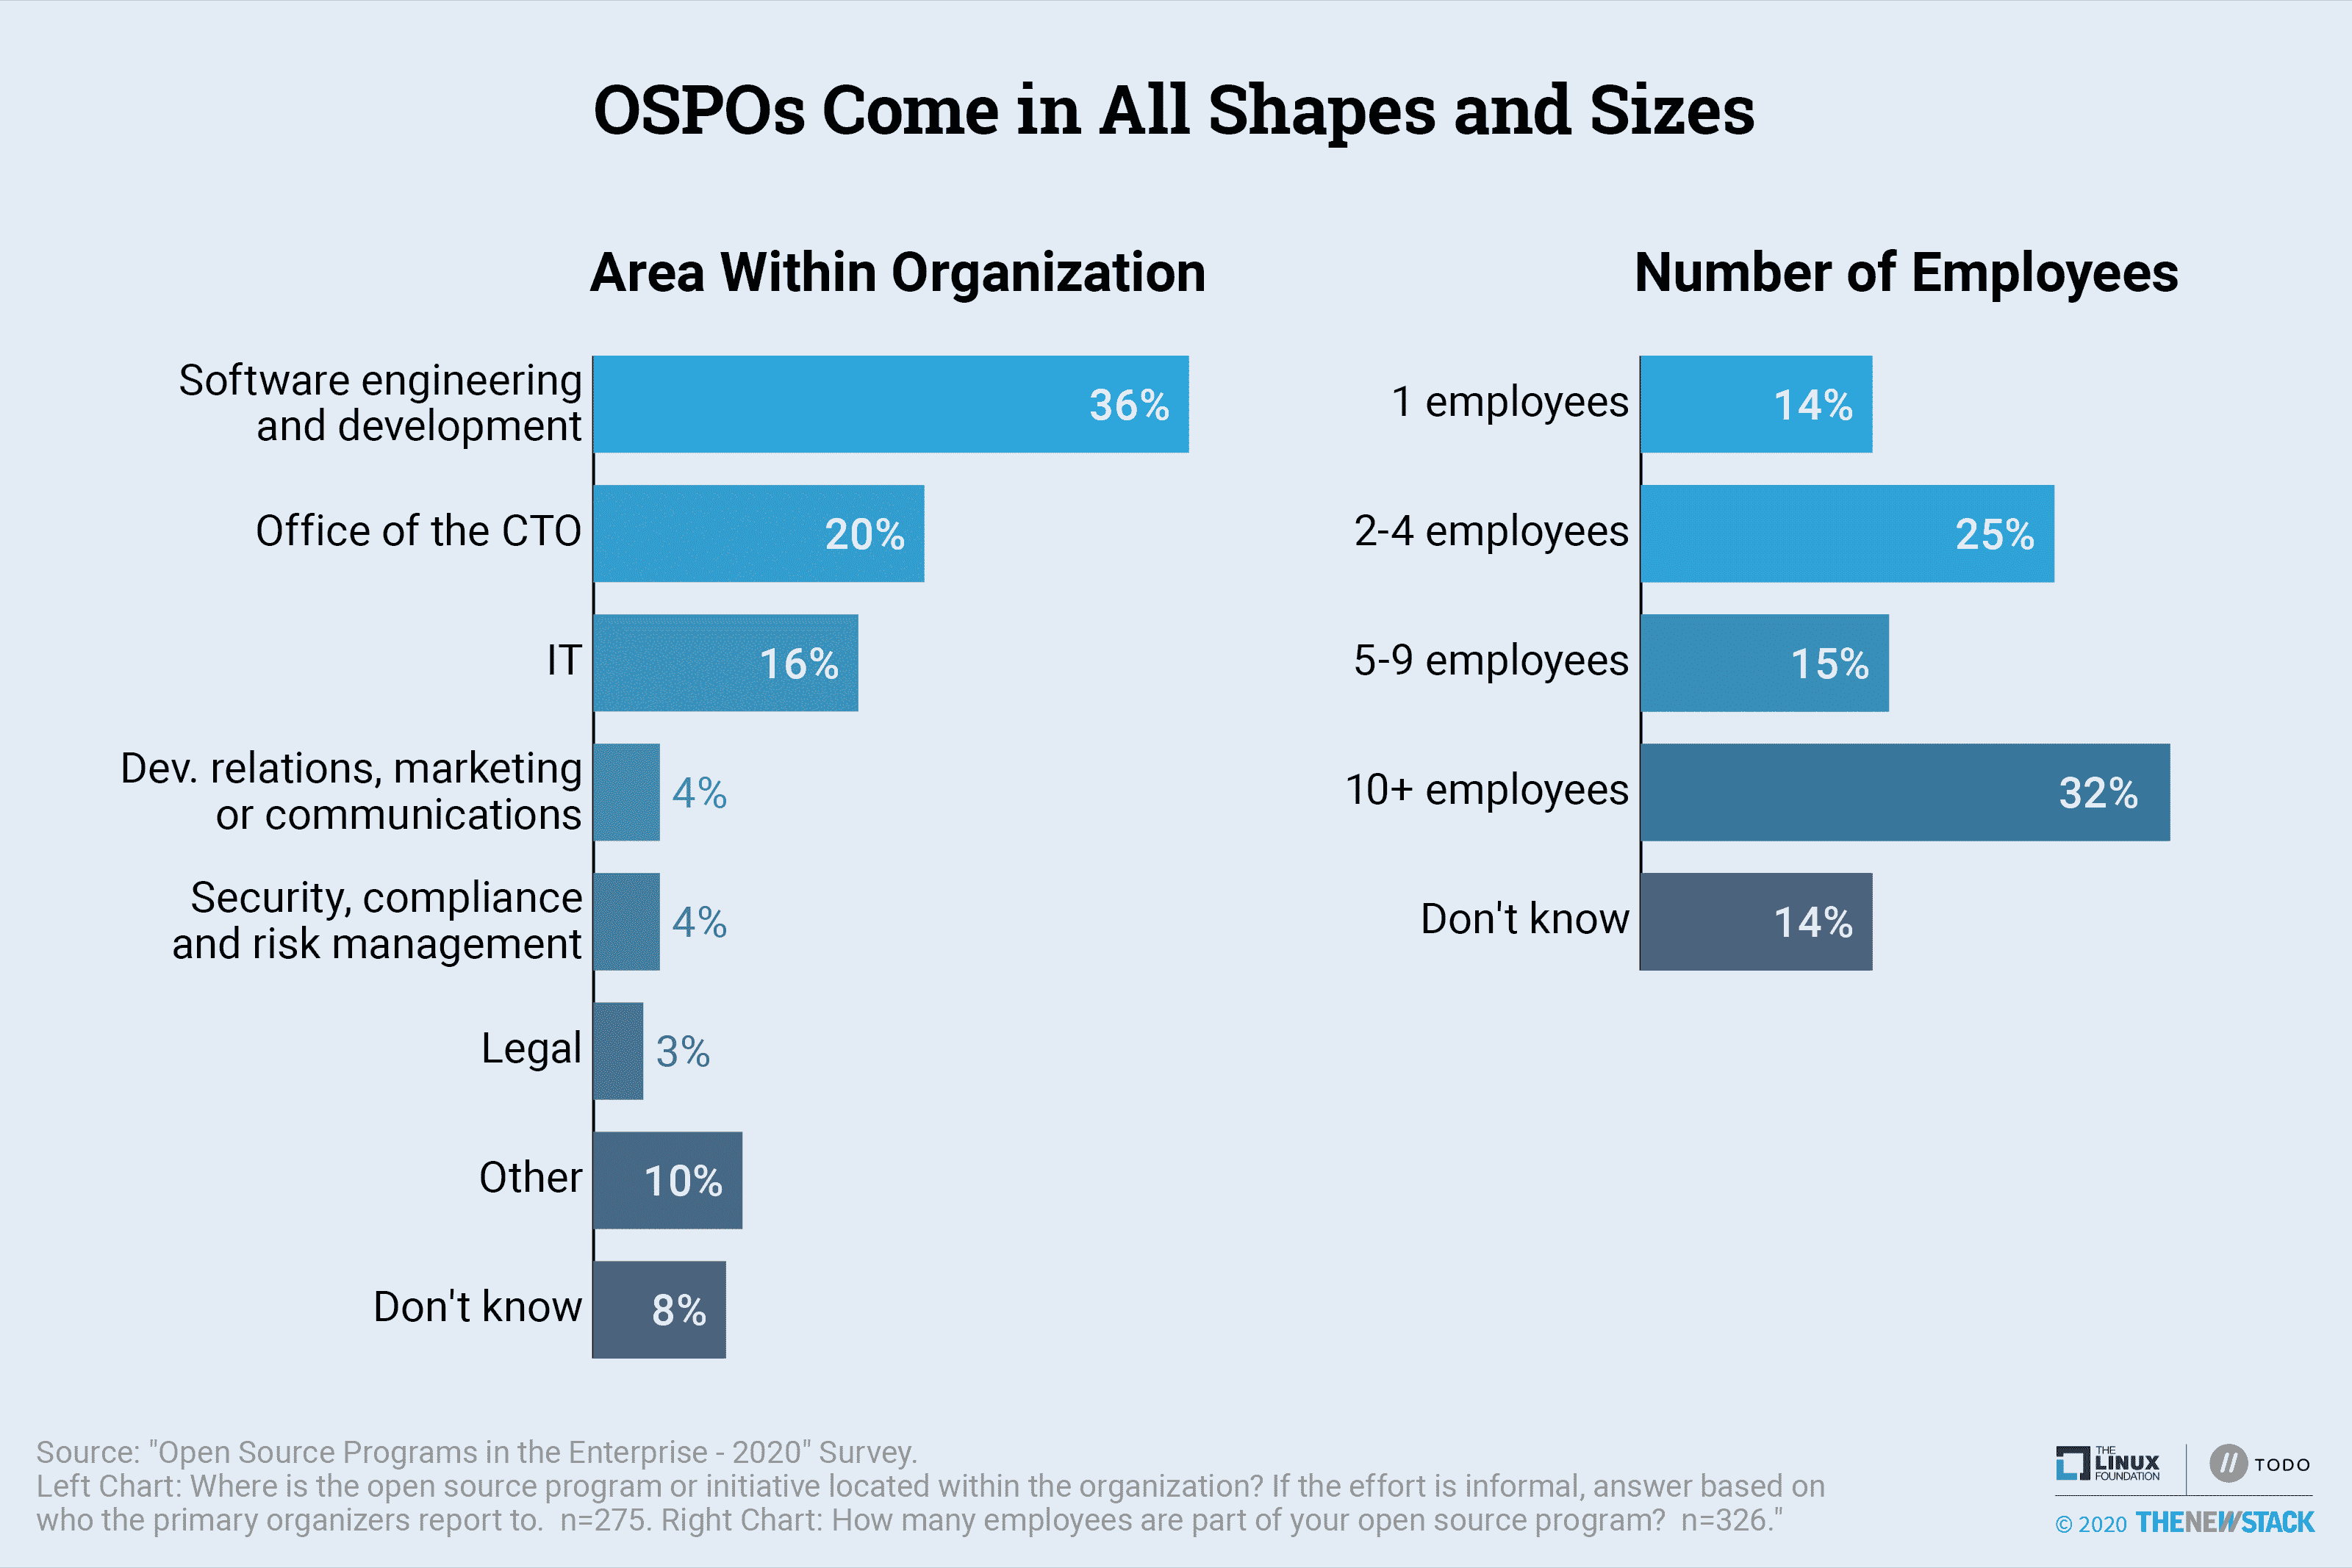 OSPOs Come in All Shapes and Sizes
Area Within Organization
Software engineering
and development
36%
Office of the CTO
20%
IT
16%
Dev. relations, marketing
or communications
4%
Security, compliance
and risk management
4%
Legal
3%
Other
10%
Don't know
8%
Number of Employees
1 employees
14%
2-4 employees
25%
5-9 employees
15%
10+ employees
32%
Don't know
14%
Source: "Open Source Programs in the Enterprise - 2020" Survey.
Left Chart: Where is the open source program or initiative located within the organization? If the effort is informal, answer based on
who the primary organizers report to.  n=275. Right Chart: How many employees are part of your open source program?  n=326."
THE
LINUX
FOUNDATION
TODO
© 2020 THENEWSTACK